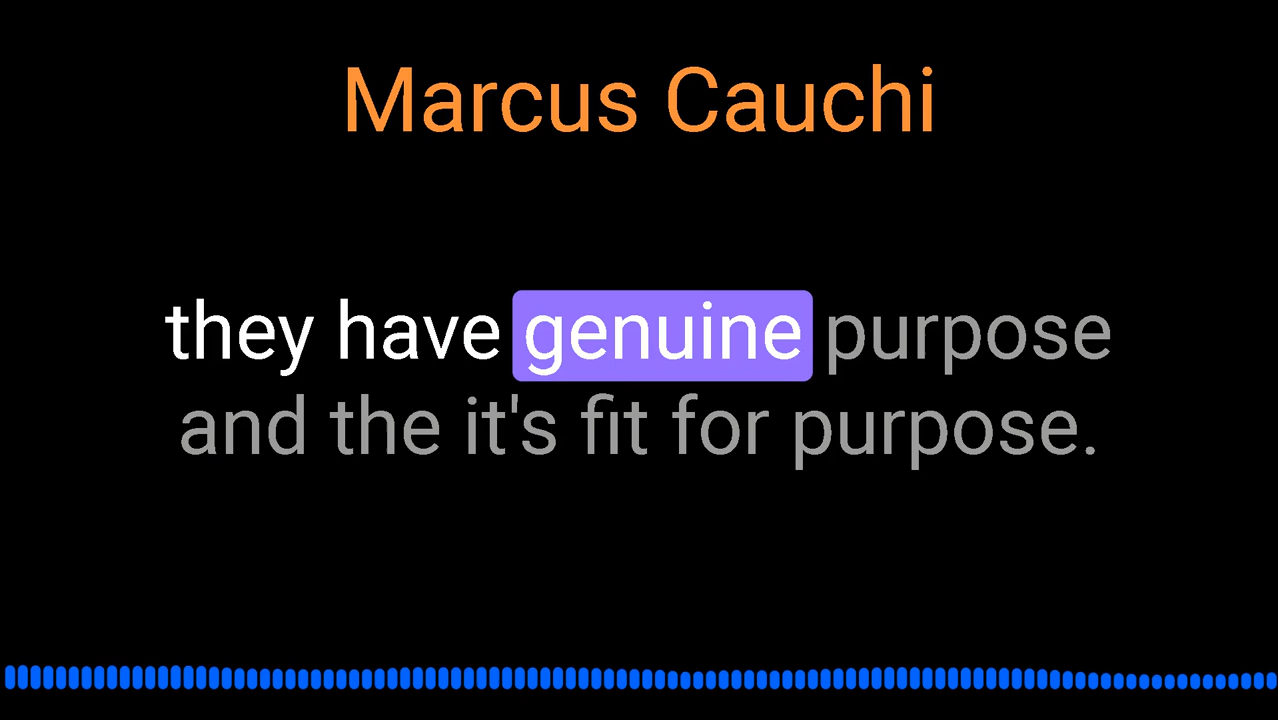 Marcus Cauchi
they have genuine purpose
and the it's fit for purpose.